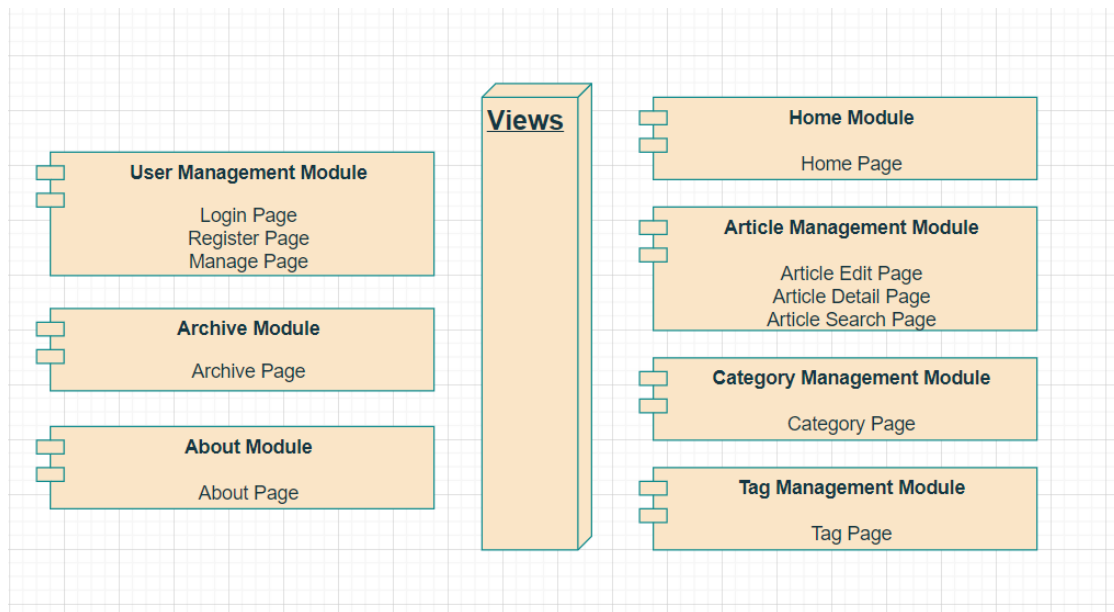 User Management Module
Login Page
Register Page
Manage Page
Archive Module
Archive Page
About Module
About Page
Views
Home Module
Home Page
Article Management Module
Article Edit Page
Article Detail Page
Article Search Page
Category Management Module
Category Page
Tag Management Module
Tag Page